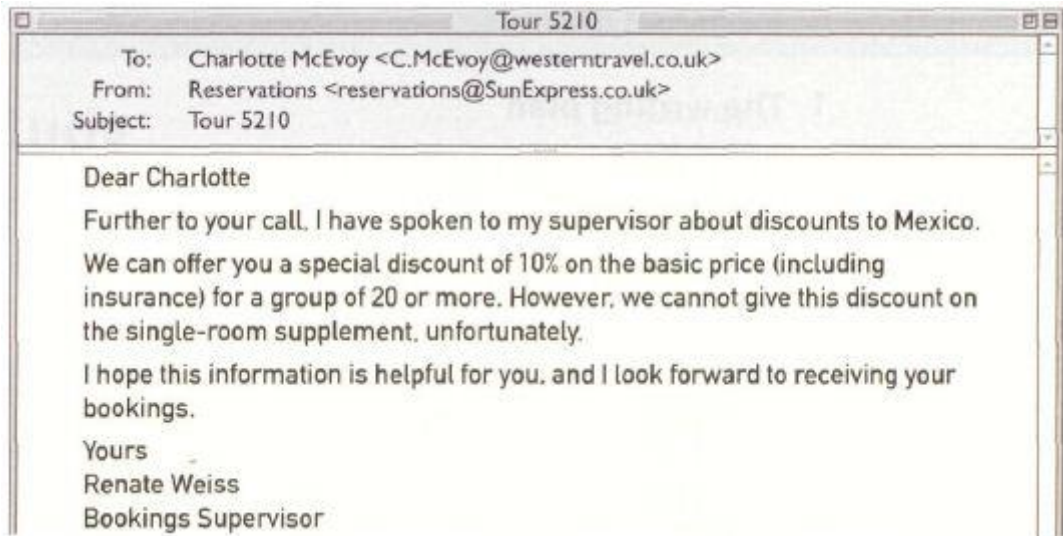 Tour 5210
To: Charlotte McEvoy <C.McEvoy@westerntravel.co.uk>
From: Reservations <reservations@SunExpress.co.uk>
Subject: Tour 5210
Dear Charlotte
Further to your call, I have spoken to my supervisor about discounts to Mexico.
We can offer you a special discount of 10% on the basic price (including
insurance) for a group of 20 or more. However, we cannot give this discount on
the single-room supplement, unfortunately.
I hope this information is helpful for you, and I look forward to receiving your
bookings.
Yours
Renate Weiss
Bookings Supervisor